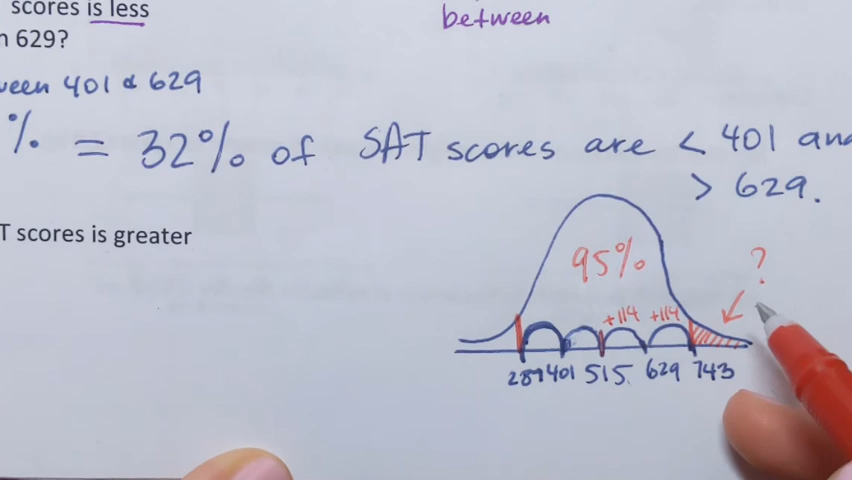 scores is less
between
629?
401 & 629
% = 32% of SAT scores are < 401 and
> 629.
T scores is greater
95%
?
+114 +114
401 515 629 743